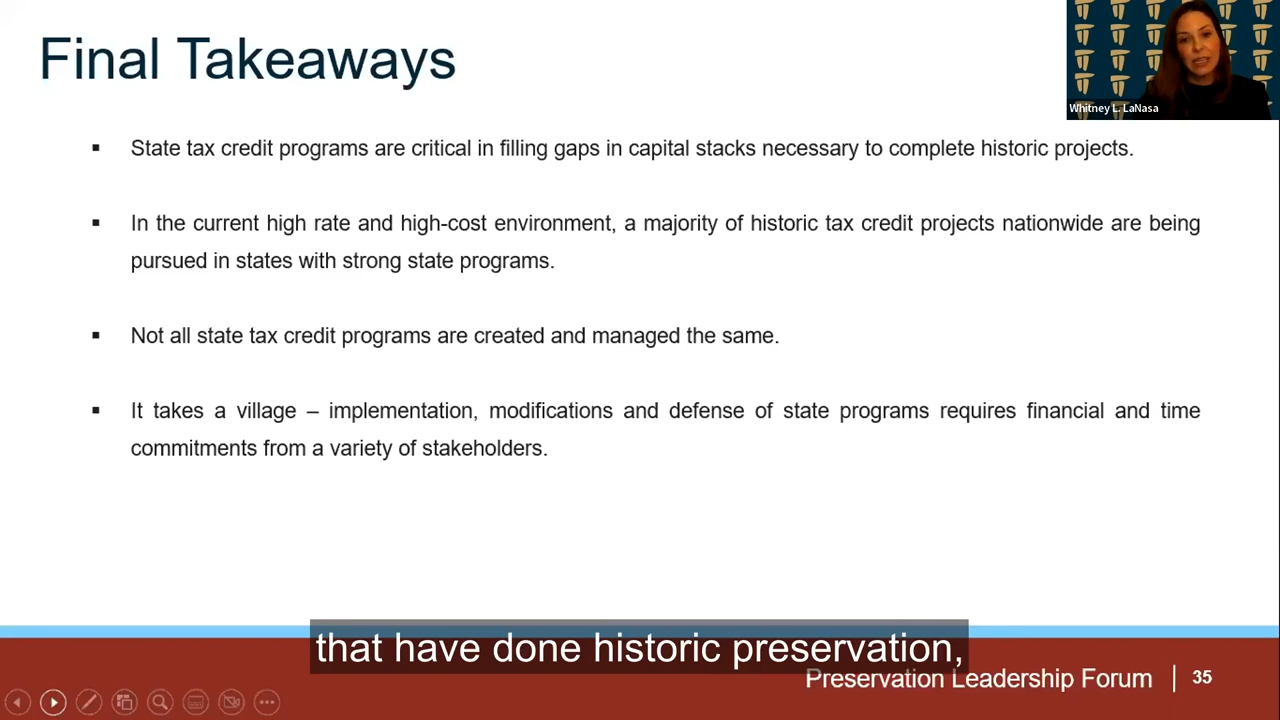 Final Takeaways
Whitney L. LaNasa
▪ State tax credit programs are critical in filling gaps in capital stacks necessary to complete historic projects.
▪ In the current high rate and high-cost environment, a majority of historic tax credit projects nationwide are being
pursued in states with strong state programs.
▪ Not all state tax credit programs are created and managed the same.
▪ It takes a village – implementation, modifications and defense of state programs requires financial and time
commitments from a variety of stakeholders.
that have done historic preservation,
Preservation Leadership Forum | 35